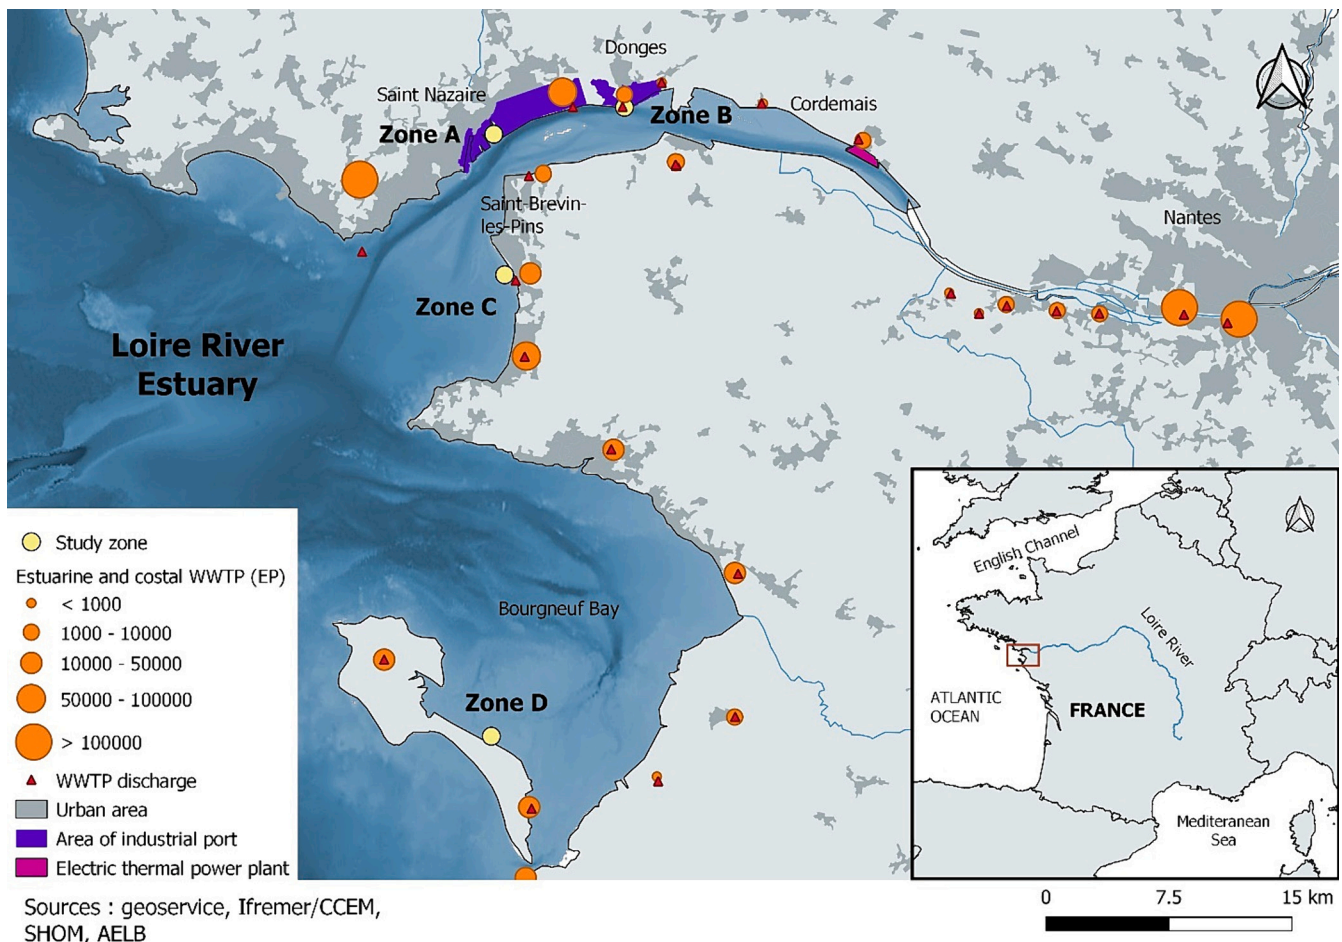 Donges
Saint Nazaire
Zone A
Zone B
Cordemais
Saint-Brevin-
les-Pins
Nantes
Zone C
Loire River
Estuary
Bourgneuf Bay
Zone D
Study zone
Estuarine and costal WWTP (EP)
< 1000
1000 - 10000
10000 - 50000
50000 - 100000
> 100000
WWTP discharge
Urban area
Area of industrial port
Electric thermal power plant
English Channel
Loire River
ATLANTIC
OCEAN
FRANCE
Mediteranean
Sea
Sources : geoservice, Ifremer/CCEM,
SHOM, AELB
0 7.5 15 km